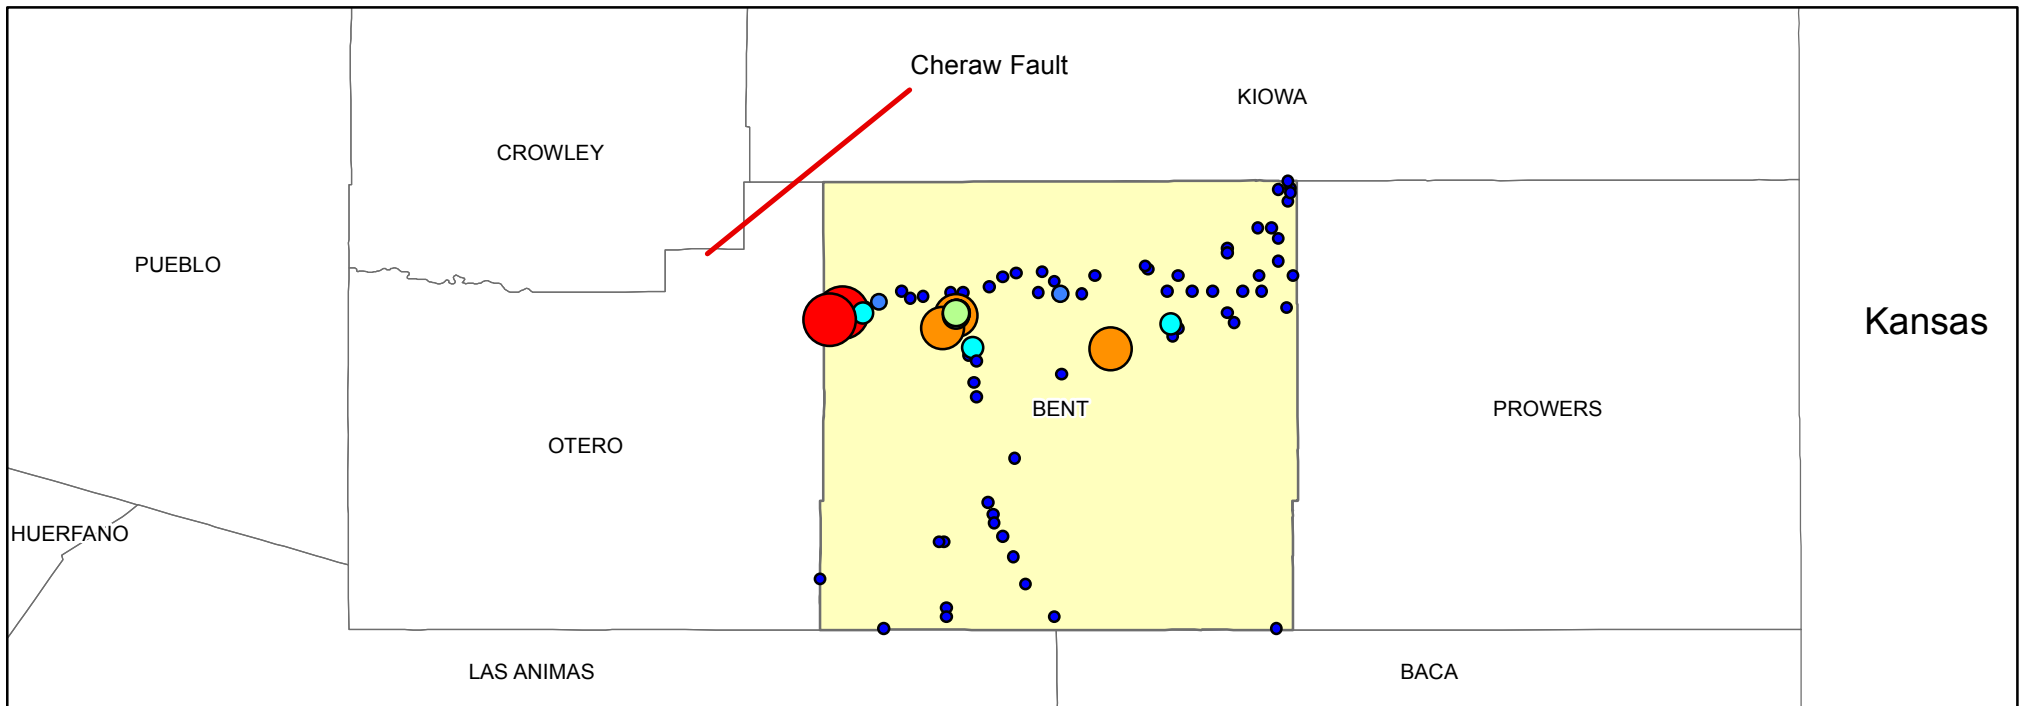 Cheraw Fault
KIOWA
CROWLEY
PUEBLO
Kansas
BENT
PROWERS
OTERO
HUERFANO
LAS ANIMAS
BACA